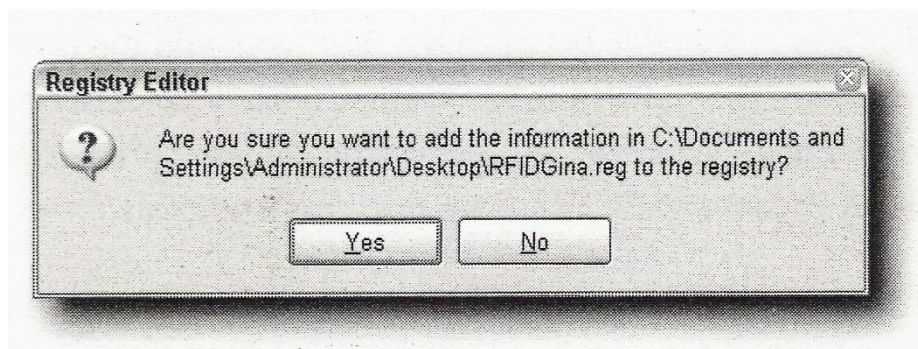 Registry Editor
Are you sure you want to add the information in C:\Documents and
Settings\Administrator\Desktop\RFIDGina.reg to the registry?
Yes
No